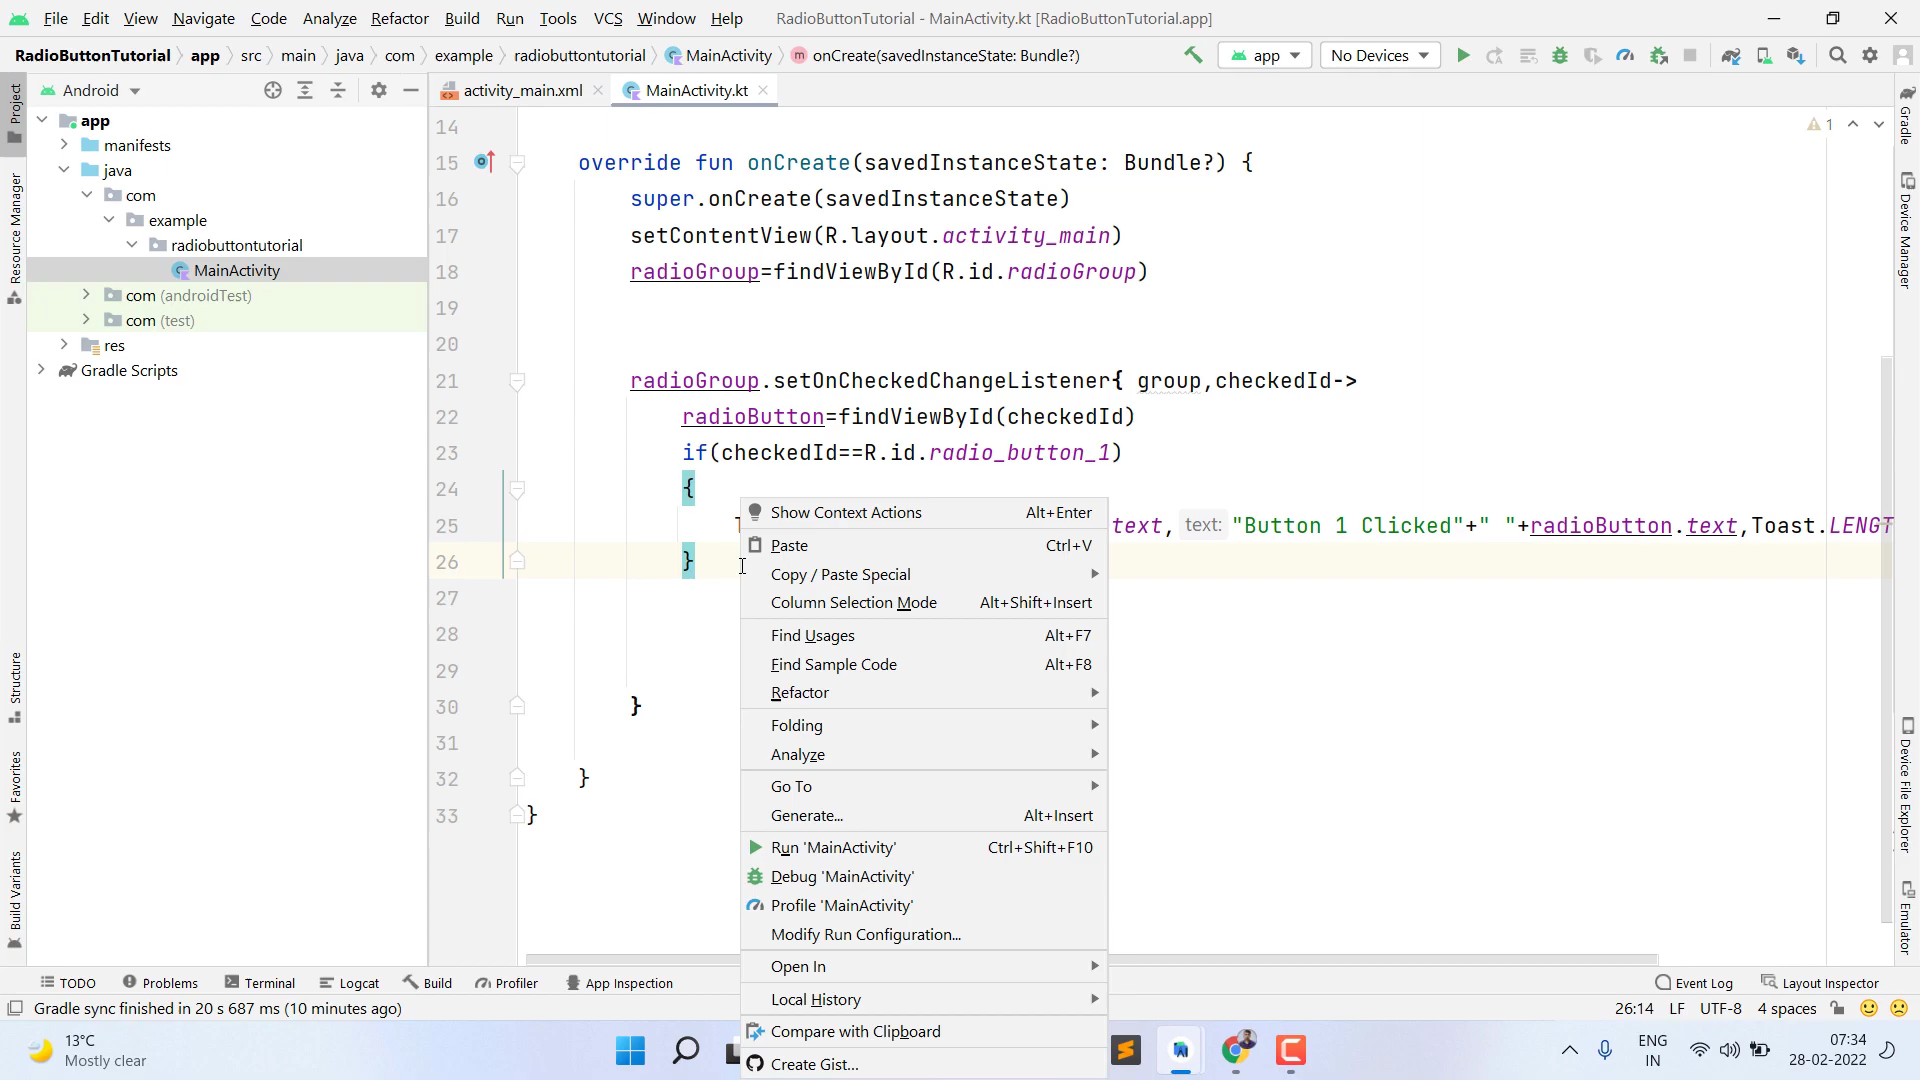 File Edit View Navigate Code Analyze Refactor Build Run Tools VCS Window Help RadioButtonTutorial - MainActivity.kt [RadioButtonTutorial.app]
RadioButtonTutorial app src main java com example radiobuttontutorial MainActivity m onCreate(savedInstanceState: Bundle?) app No Devices
Android activity_main.xml MainActivity.kt
Project
Resource Manager
Structure
Favorites
Build Variants
app
manifests
java
com
example
radiobuttontutorial
MainActivity
com (androidTest)
com (test)
res
Gradle Scripts
1
14
15 override fun onCreate(savedInstanceState: Bundle?) {
16 super.onCreate(savedInstanceState)
17 setContentView(R.layout.activity_main)
18 radioGroup=findViewById(R.id.radioGroup)
19
20
21 radioGroup.setOnCheckedChangeListener{ group,checkedId->
22 radioButton=findViewById(checkedId)
23 if(checkedId==R.id.radio_button_1)
24 {
25 text, text: "Button 1 Clicked"+" "+radioButton.text,Toast.LENGT
26 }
27
28
29
30 }
31
32 }
33 }
Show Context Actions Alt+Enter
Paste Ctrl+V
Copy / Paste Special
Column Selection Mode Alt+Shift+Insert
Find Usages Alt+F7
Find Sample Code Alt+F8
Refactor
Folding
Analyze
Go To
Generate... Alt+Insert
Run 'MainActivity' Ctrl+Shift+F10
Debug 'MainActivity'
Profile 'MainActivity'
Modify Run Configuration...
Open In
Local History
Compare with Clipboard
Create Gist...
Gradle
Device Manager
Device File Explorer
Emulator
TODO Problems Terminal Logcat Build Profiler App Inspection Event Log Layout Inspector
Gradle sync finished in 20 s 687 ms (10 minutes ago) 26:14 LF UTF-8 4 spaces
13°C
Mostly clear
ENG
IN
07:34
28-02-2022